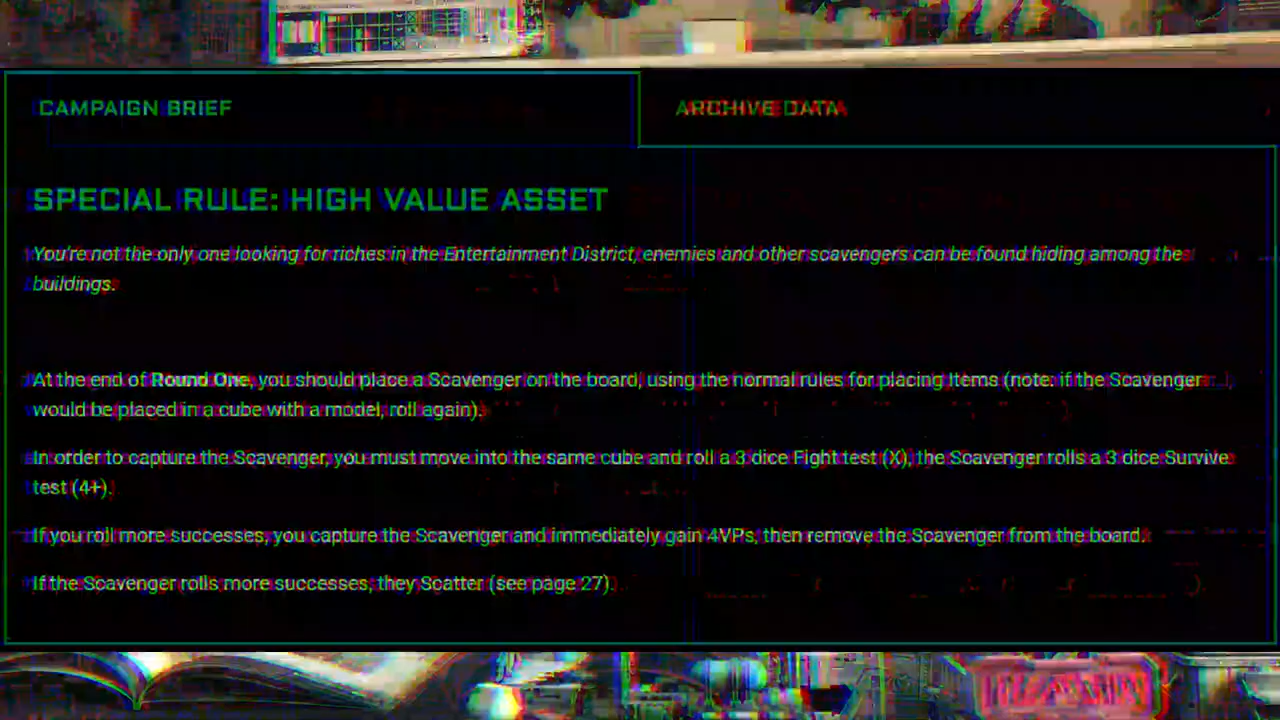 CAMPAIGN BRIEF
ARCHIVE DATA
SPECIAL RULE: HIGH VALUE ASSET
You're not the only one looking for riches in the Entertainment District, enemies and other scavengers can be found hiding among the
buildings.
At the end of Round One, you should place a Scavenger on the board, using the normal rules for placing Items (note: if the Scavenger
would be placed in a cube with a model, roll again).
In order to capture the Scavenger, you must move into the same cube and roll a 3 dice Fight test (X), the Scavenger rolls a 3 dice Survive
test (4+).
If you roll more successes, you capture the Scavenger and immediately gain 4VPs, then remove the Scavenger from the board.
If the Scavenger rolls more successes, they Scatter (see page 27).